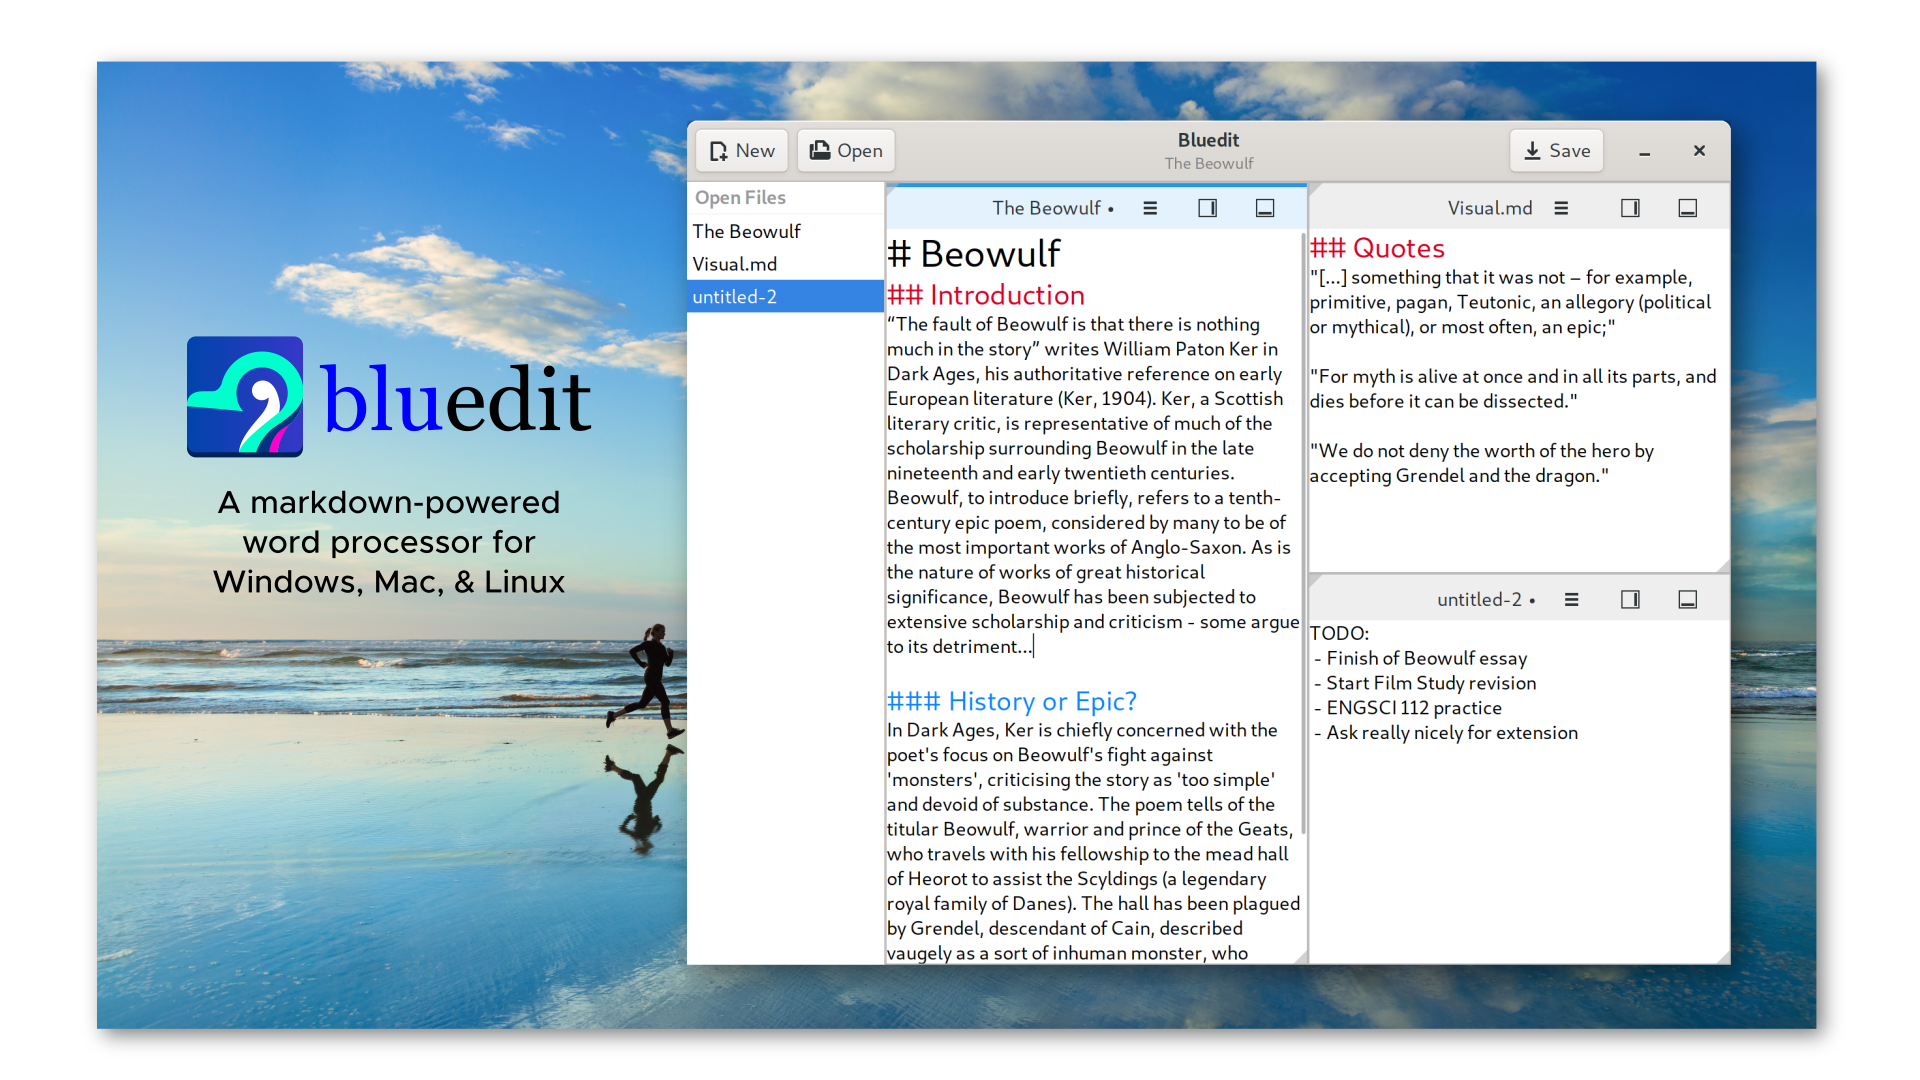 bluedit
A markdown-powered
word processor for
Windows, Mac, & Linux
New
Open
Bluedit
The Beowulf
Save
Open Files
The Beowulf
Visual.md
untitled-2
The Beowulf •
# Beowulf
## Introduction
“The fault of Beowulf is that there is nothing
much in the story” writes William Paton Ker in
Dark Ages, his authoritative reference on early
European literature (Ker, 1904). Ker, a Scottish
literary critic, is representative of much of the
scholarship surrounding Beowulf in the late
nineteenth and early twentieth centuries.
Beowulf, to introduce briefly, refers to a tenth-
century epic poem, considered by many to be of
the most important works of Anglo-Saxon. As is
the nature of works of great historical
significance, Beowulf has been subjected to
extensive scholarship and criticism - some argue
to its detriment...
### History or Epic?
In Dark Ages, Ker is chiefly concerned with the
poet's focus on Beowulf's fight against
'monsters', criticising the story as 'too simple'
and devoid of substance. The poem tells of the
titular Beowulf, warrior and prince of the Geats,
who travels with his fellowship to the mead hall
of Heorot to assist the Scyldings (a legendary
royal family of Danes). The hall has been plagued
by Grendel, descendant of Cain, described
vaugely as a sort of inhuman monster, who
Visual.md
## Quotes
"[...] something that it was not – for example,
primitive, pagan, Teutonic, an allegory (political
or mythical), or most often, an epic;"
"For myth is alive at once and in all its parts, and
dies before it can be dissected."
"We do not deny the worth of the hero by
accepting Grendel and the dragon."
untitled-2 •
TODO:
- Finish of Beowulf essay
- Start Film Study revision
- ENGSCI 112 practice
- Ask really nicely for extension